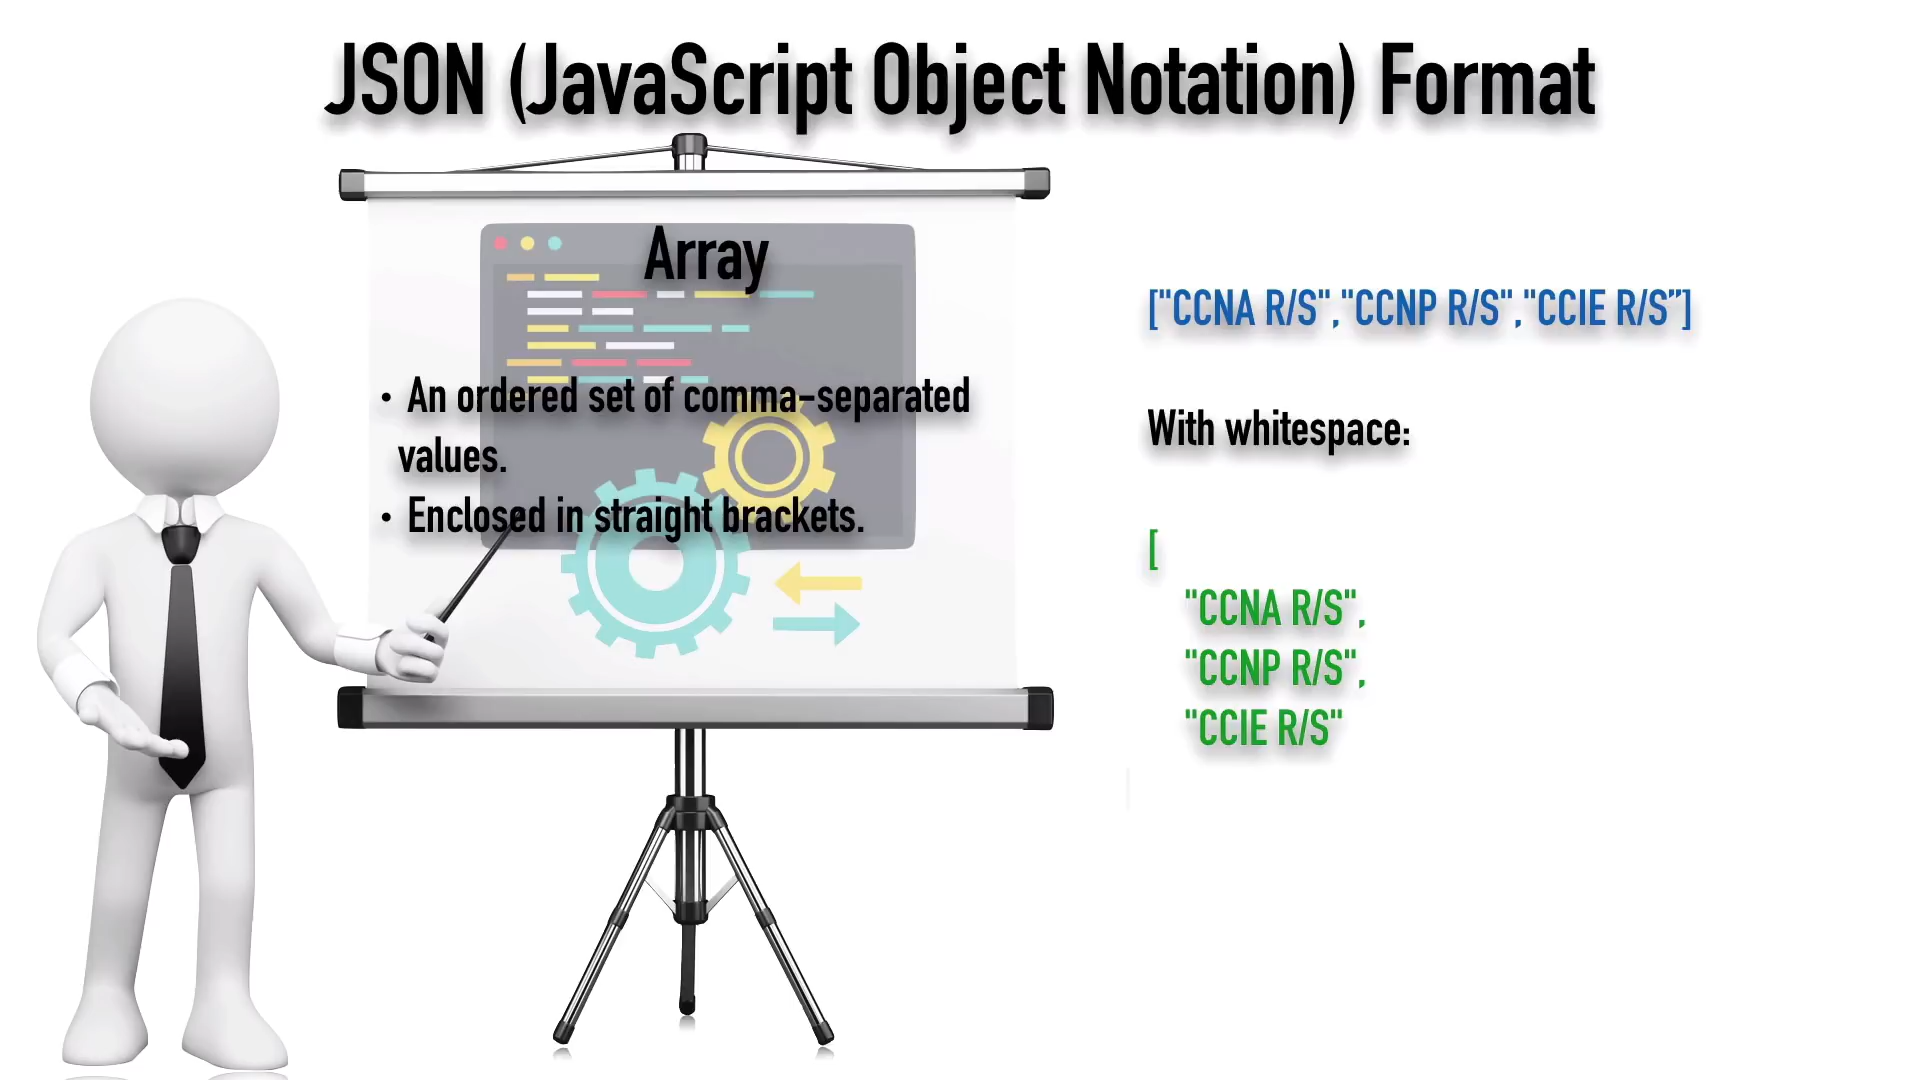 JSON (JavaScript Object Notation) Format
Array
• An ordered set of comma-separated
values.
• Enclosed in straight brackets.
["CCNA R/S","CCNP R/S","CCIE R/S”]
With whitespace:
[
"CCNA R/S",
"CCNP R/S",
"CCIE R/S"